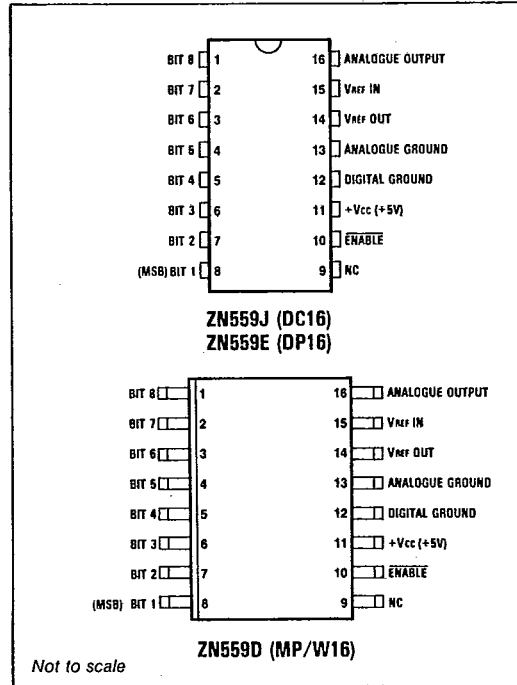 BIT 8 1 16 ANALOGUE OUTPUT
BIT 7 2 15 VREF IN
BIT 6 3 14 VREF OUT
BIT 5 4 13 ANALOGUE GROUND
BIT 4 5 12 DIGITAL GROUND
BIT 3 6 11 +Vcc (+5V)
BIT 2 7 10 ENABLE
(MSB) BIT 1 8 9 NC
ZN559J (DC16)
ZN559E (DP16)
BIT 8 1 16 ANALOGUE OUTPUT
BIT 7 2 15 VREF IN
BIT 6 3 14 VREF OUT
BIT 5 4 13 ANALOGUE GROUND
BIT 4 5 12 DIGITAL GROUND
BIT 3 6 11 +Vcc (+5V)
BIT 2 7 10 ENABLE
(MSB) BIT 1 8 9 NC
ZN559D (MP/W16)
Not to scale